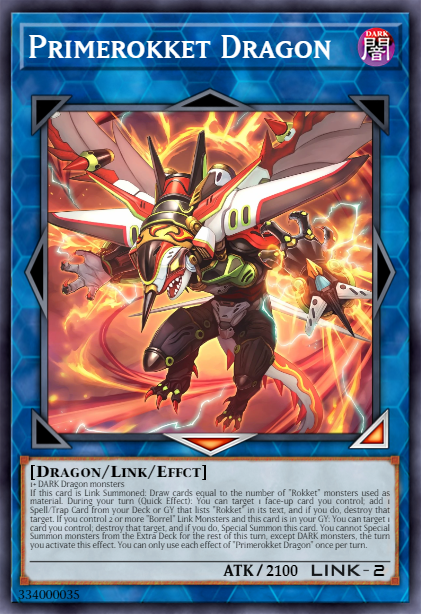 PRIMEROKKET DRAGON
DARK
闇
[DRAGON/LINK/EFFCT]
1+ DARK Dragon monsters
If this card is Link Summoned: Draw cards equal to the number of "Rokket" monsters used as
material. During your turn (Quick Effect): You can target 1 face-up card you control; add 1
Spell/Trap Card from your Deck or GY that lists "Rokket" in its text, and if you do, destroy that
target. If you control 2 or more "Borrel" Link Monsters and this card is in your GY: You can target 1
card you control; destroy that target, and if you do, Special Summon this card. You cannot Special
Summon monsters from the Extra Deck for the rest of this turn, except DARK monsters, the turn
you activate this effect. You can only use each effect of "Primerokket Dragon" once per turn.
ATK / 2100 LINK-2
334000035